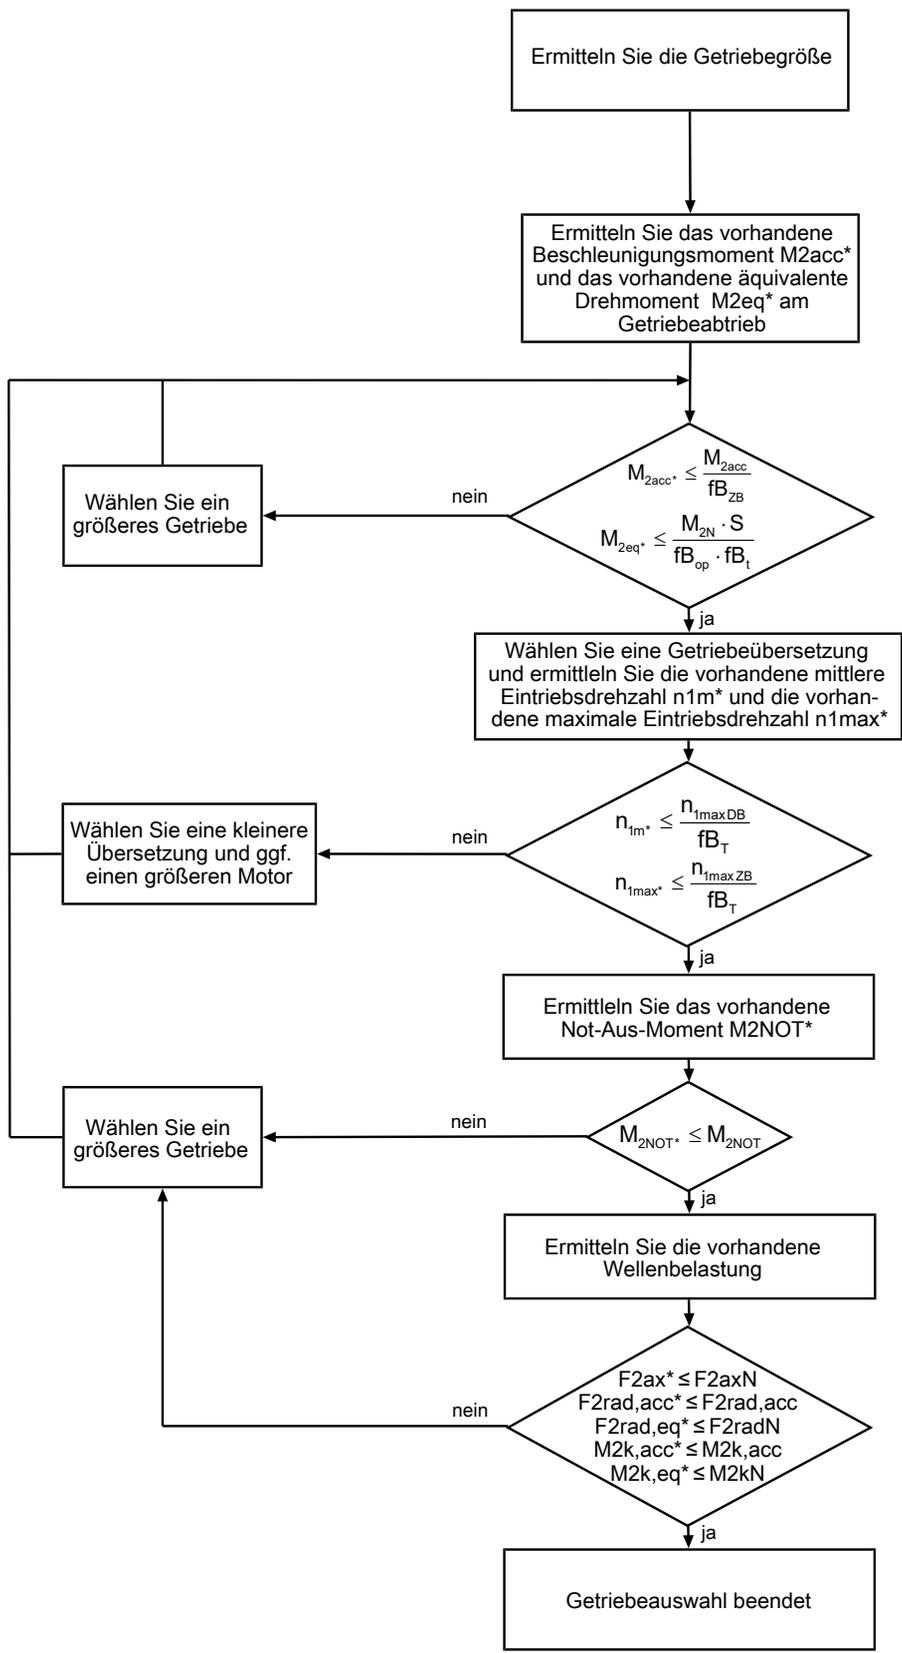 Ermitteln Sie die Getriebegröße
Ermitteln Sie das vorhandene
Beschleunigungsmoment M2acc*
und das vorhandene äquivalente
Drehmoment M2eq* am
Getriebeabtrieb
M2acc* ≤ M2acc / fBZB
M2eq* ≤ M2N · S / fBop · fBt
nein
Wählen Sie ein
größeres Getriebe
ja
Wählen Sie eine Getriebeübersetzung
und ermittleln Sie die vorhandene mittlere
Eintriebsdrehzahl n1m* und die vorhan-
dene maximale Eintriebsdrehzahl n1max*
n1m* ≤ n1maxDB / fBT
n1max* ≤ n1maxZB / fBT
nein
Wählen Sie eine kleinere
Übersetzung und ggf.
einen größeren Motor
ja
Ermittleln Sie das vorhandene
Not-Aus-Moment M2NOT*
M2NOT* ≤ M2NOT
nein
Wählen Sie ein
größeres Getriebe
ja
Ermitteln Sie die vorhandene
Wellenbelastung
F2ax* ≤ F2axN
F2rad,acc* ≤ F2rad,acc
F2rad,eq* ≤ F2radN
M2k,acc* ≤ M2k,acc
M2k,eq* ≤ M2kN
nein
ja
Getriebeauswahl beendet